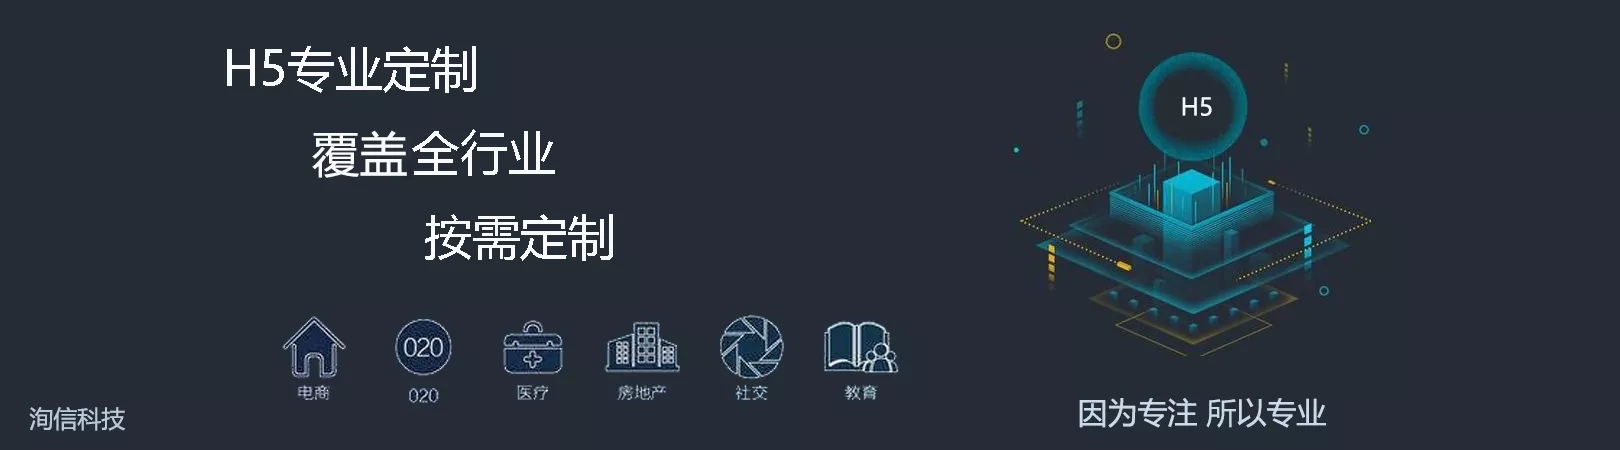 H5专业定制
覆盖全行业
按需定制
H5
020
电商
020
医疗
房地产
社交
教育
洵信科技
因为专注 所以专业